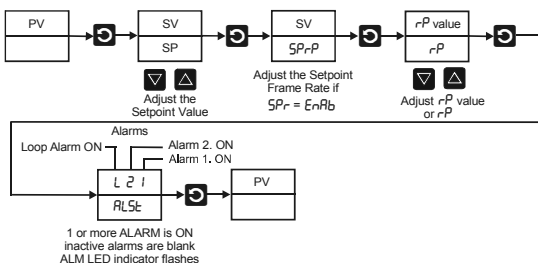 PV
SV
SP
Adjust the
Setpoint Value
SV
SPrP
Adjust the Setpoint
Frame Rate if
SPr = EnAb
rP value
rP
Adjust rP value
or rP
Alarms
Loop Alarm ON
Alarm 2. ON
Alarm 1. ON
L 2 1
ALSt
1 or more ALARM is ON
inactive alarms are blank
ALM LED indicator flashes
PV